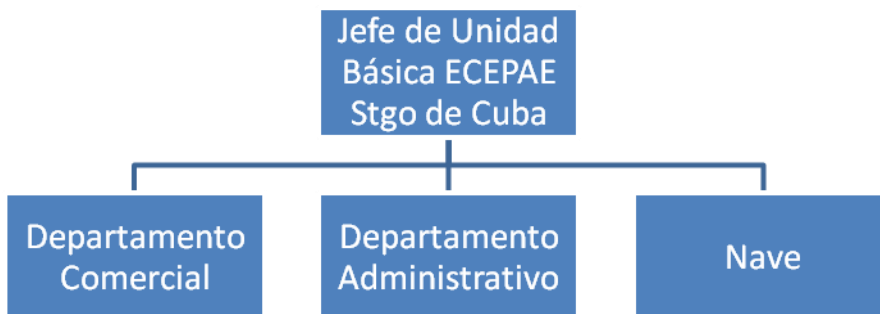 Jefe de Unidad
Básica ECEPAE
Stgo de Cuba
Departamento
Comercial
Departamento
Administrativo
Nave